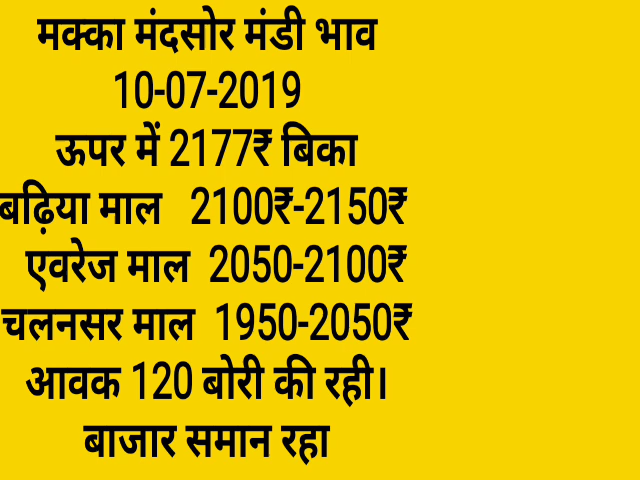 मक्का मंदसोर मंडी भाव
10-07-2019
ऊपर में 2177₹ बिका
बढ़िया माल 2100₹-2150₹
एवरेज माल 2050-2100₹
चलनसर माल 1950-2050₹
आवक 120 बोरी की रही।
बाजार समान रहा